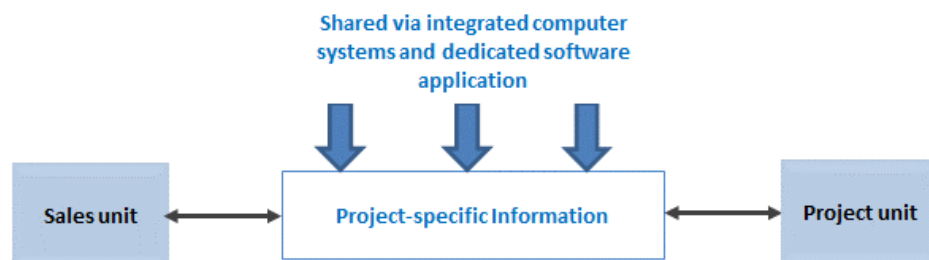 Shared via integrated computer
systems and dedicated software
application
Sales unit
Project-specific Information
Project unit